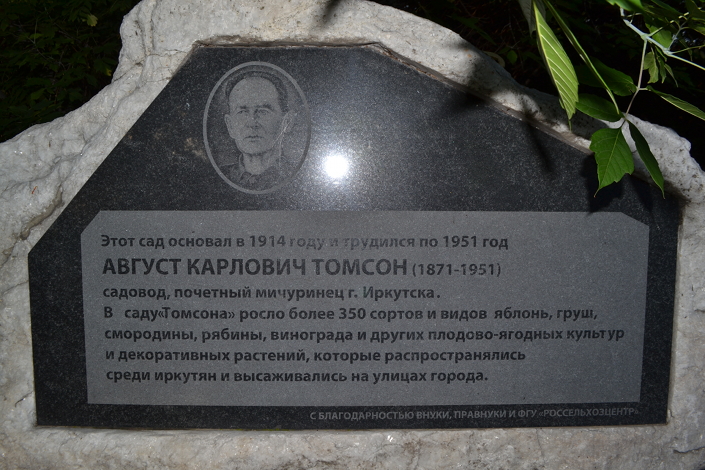 Этот сад основал в 1914 году и трудился по 1951 год
АВГУСТ КАРЛОВИЧ ТОМСОН (1871-1951)
садовод, почетный мичуринец г. Иркутска.
В саду«Томсона» росло более 350 сортов и видов яблонь, груш,
смородины, рябины, винограда и других плодово-ягодных культур
и декоративных растений, которые распространялись
среди иркутян и высаживались на улицах города.
С БЛАГОДАРНОСТЬЮ ВНУКИ, ПРАВНУКИ И ФГУ «РОССЕЛЬХОЗЦЕНТР»